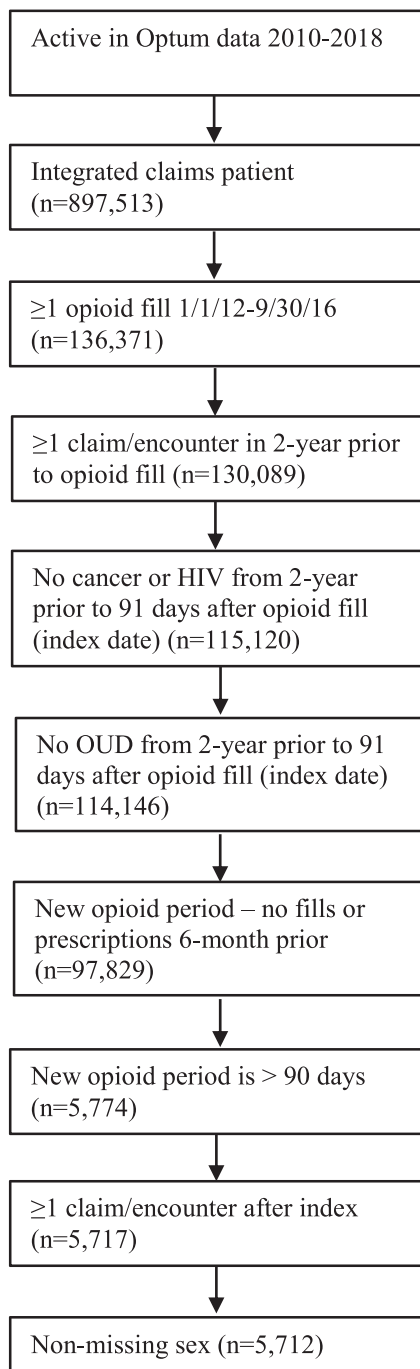 Active in Optum data 2010-2018
Integrated claims patient
(n=897,513)
≥1 opioid fill 1/1/12-9/30/16
(n=136,371)
≥1 claim/encounter in 2-year prior
to opioid fill (n=130,089)
No cancer or HIV from 2-year
prior to 91 days after opioid fill
(index date) (n=115,120)
No OUD from 2-year prior to 91
days after opioid fill (index date)
(n=114,146)
New opioid period – no fills or
prescriptions 6-month prior
(n=97,829)
New opioid period is > 90 days
(n=5,774)
≥1 claim/encounter after index
(n=5,717)
Non-missing sex (n=5,712)